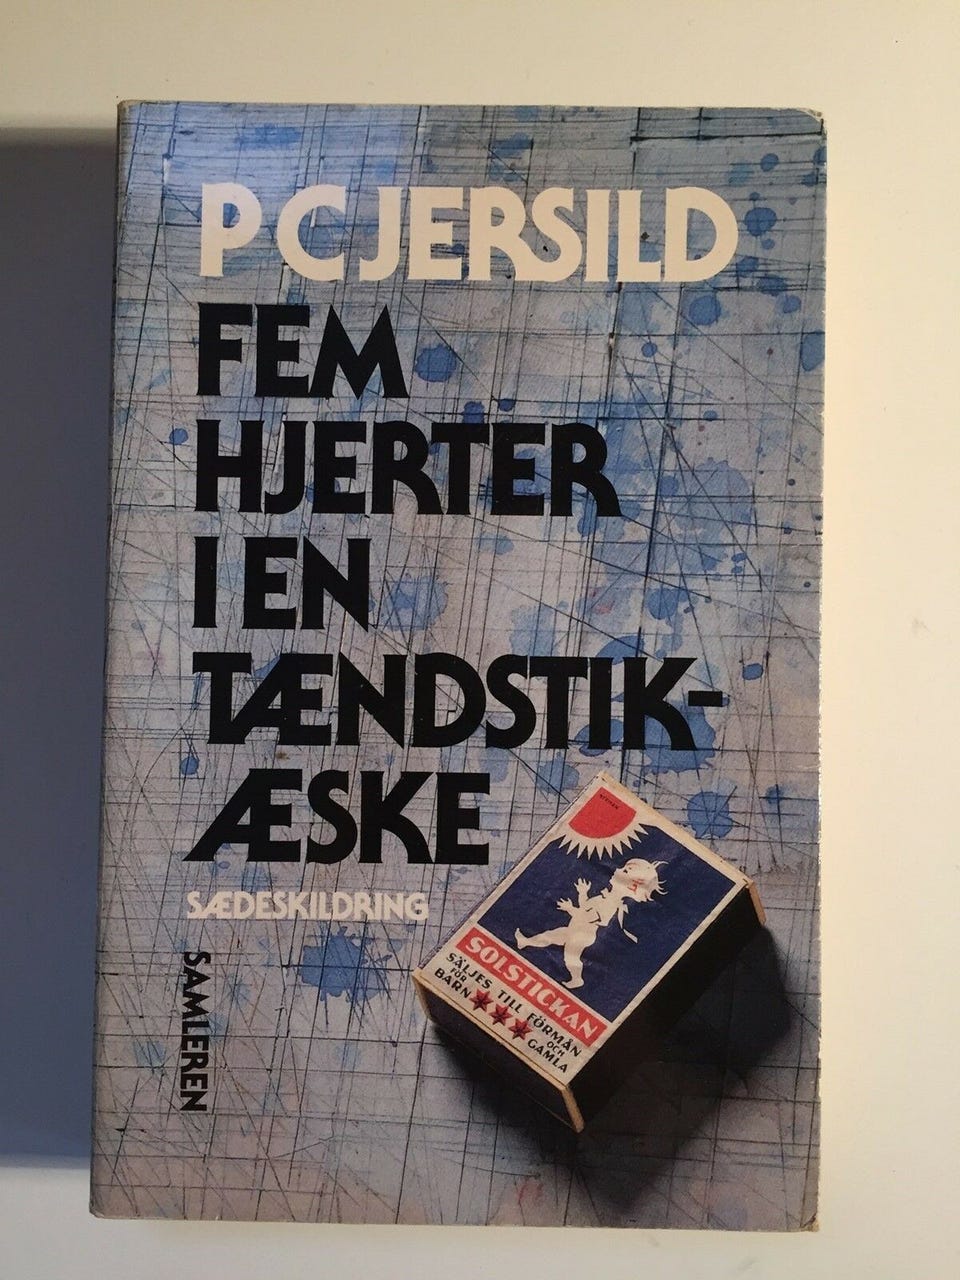 P C JERSILD
FEM
HJERTER
I EN
TÆNDSTIK-
ÆSKE
SÆDESKILDRING
SAMLEREN
SOLSTICKAN
SÄLJES TILL FÖRMÅN
FÖR
BARN
OCH
GAMLA